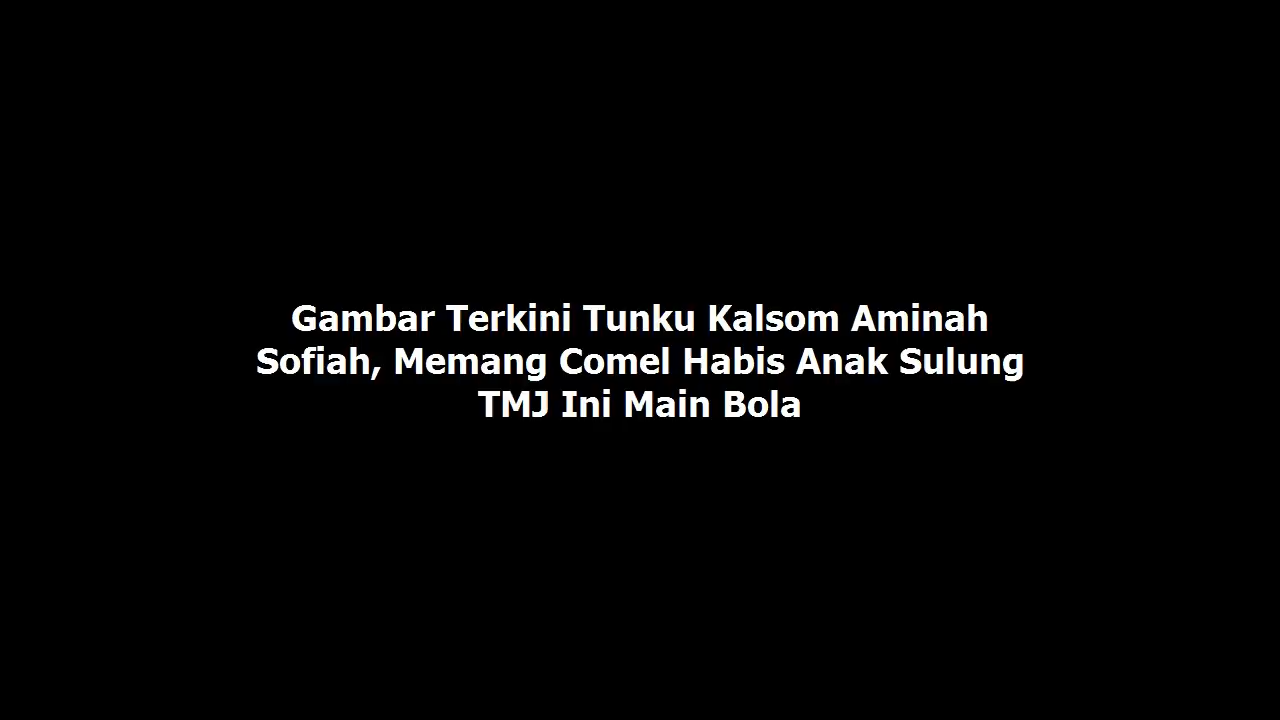 Gambar Terkini Tunku Kalsom Aminah
Sofiah, Memang Comel Habis Anak Sulung
TMJ Ini Main Bola